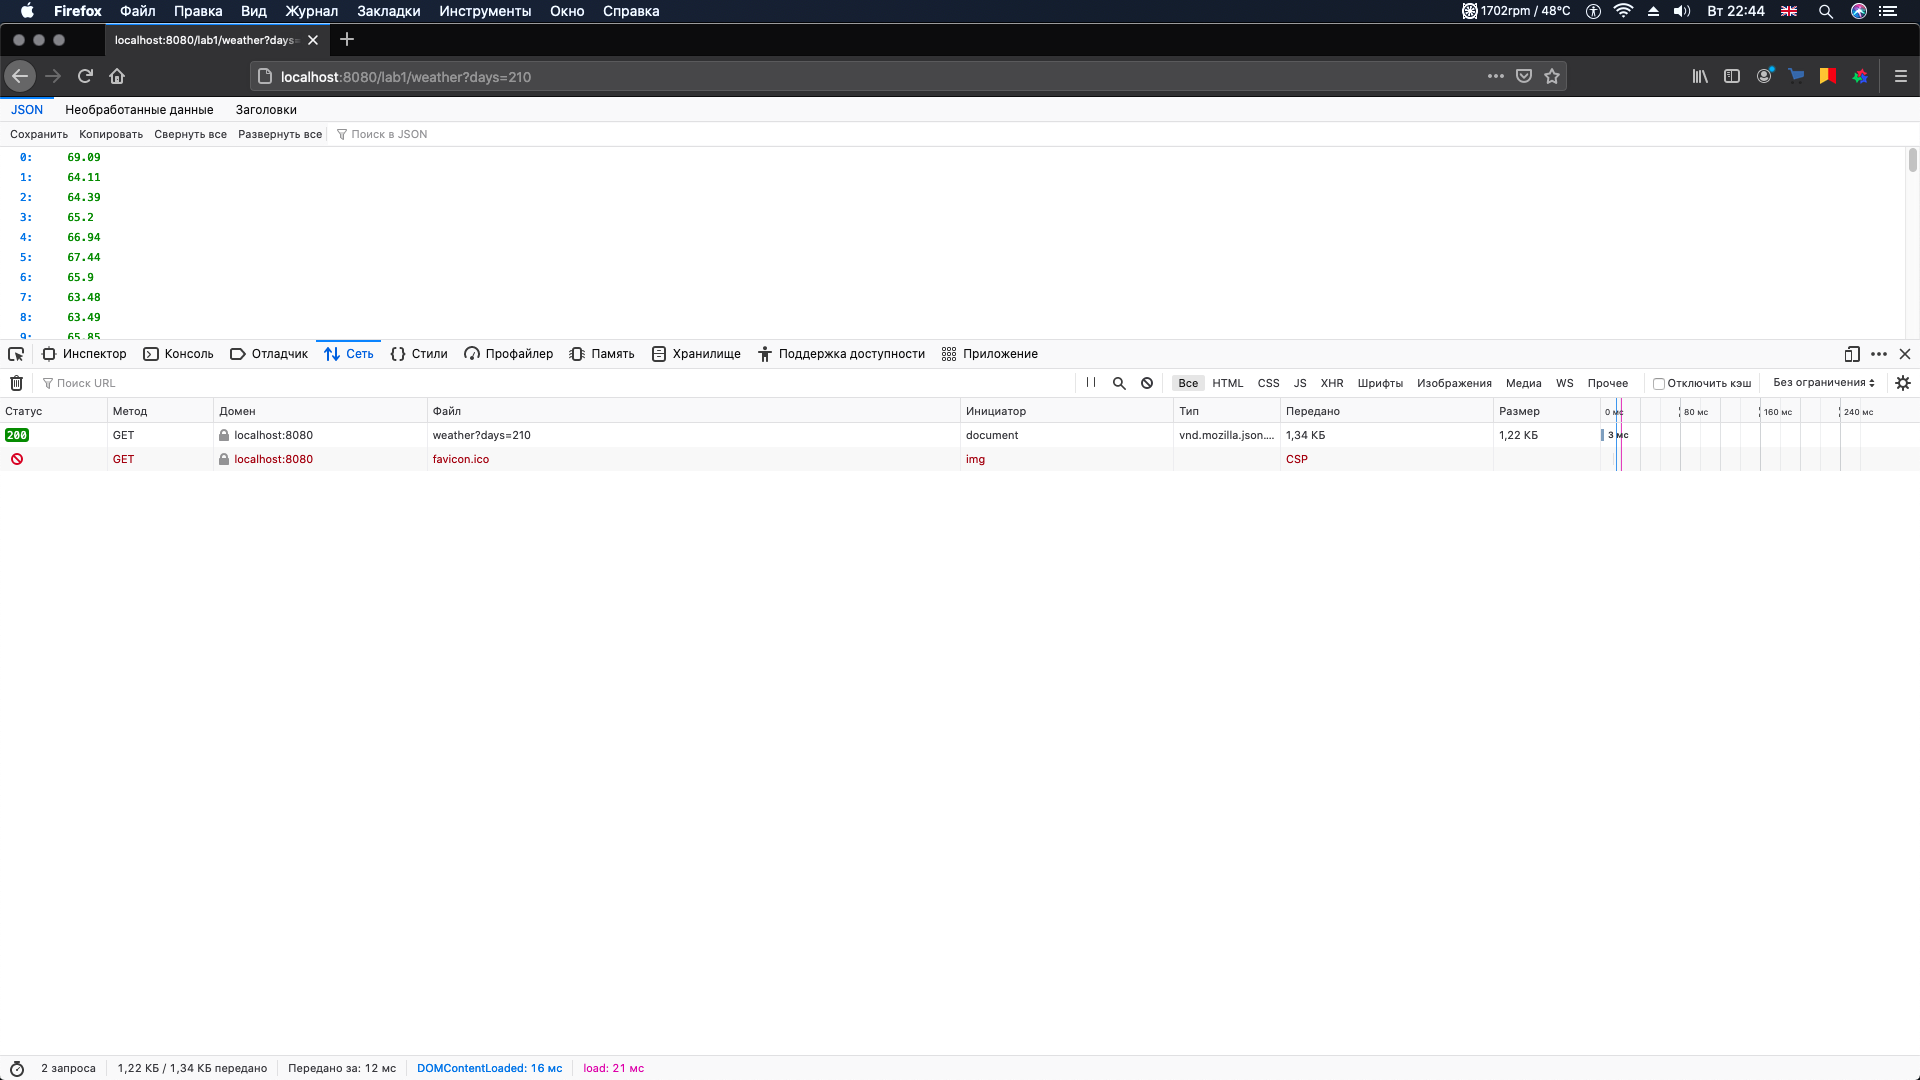 Firefox Файл Правка Вид Журнал Закладки Инструменты Окно Справка 1702rpm / 48°C Вт 22:44
localhost:8080/lab1/weather?days=
localhost:8080/lab1/weather?days=210
JSON Необработанные данные Заголовки
Сохранить Копировать Свернуть все Развернуть все Поиск в JSON
0: 69.09
1: 64.11
2: 64.39
3: 65.2
4: 66.94
5: 67.44
6: 65.9
7: 63.48
8: 63.49
9: 65.85
Инспектор Консоль Отладчик Сеть Стили Профайлер Память Хранилище Поддержка доступности Приложение
Поиск URL Все HTML CSS JS XHR Шрифты Изображения Медиа WS Прочее Отключить кэш Без ограничения
Статус Метод Домен Файл Инициатор Тип Передано Размер 0 мс 80 мс 160 мс 240 мс
200 GET localhost:8080 weather?days=210 document vnd.mozilla.json.... 1,34 КБ 1,22 КБ 3 мс
GET localhost:8080 favicon.ico img CSP
2 запроса 1,22 КБ / 1,34 КБ передано Передано за: 12 мс DOMContentLoaded: 16 мс load: 21 мс